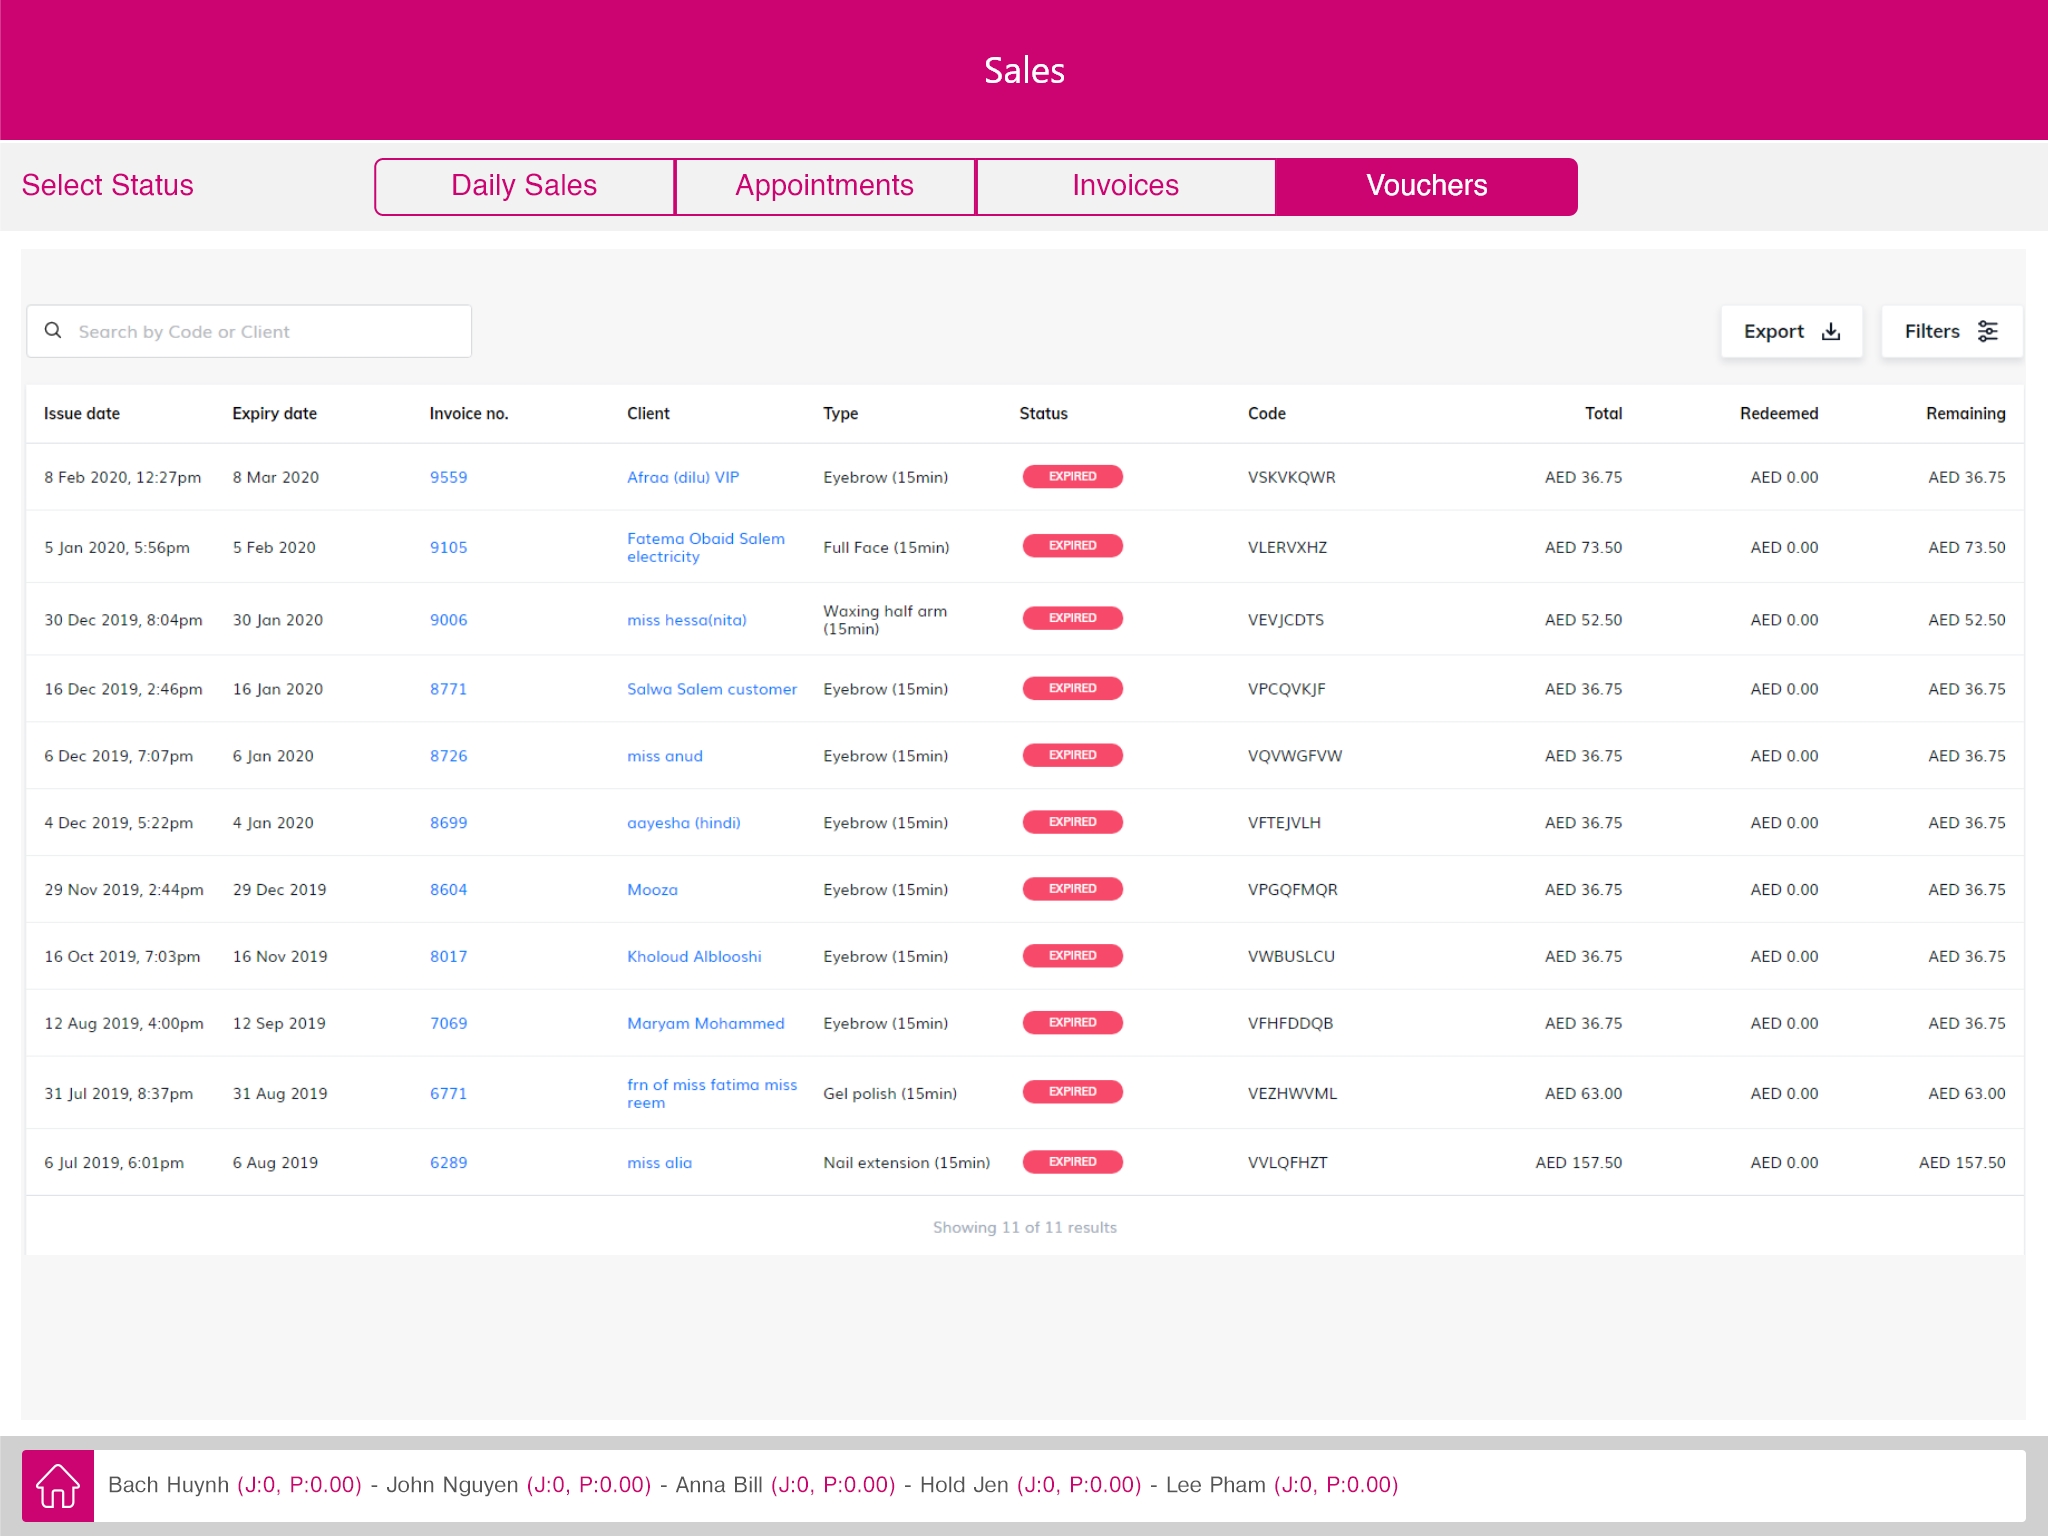 Sales
Select Status Daily Sales Appointments Invoices Vouchers
Search by Code or Client Export Filters
Issue date Expiry date Invoice no. Client Type Status Code Total Redeemed Remaining
8 Feb 2020, 12:27pm 8 Mar 2020 9559 Afraa (dilu) VIP Eyebrow (15min) EXPIRED VSKVKQWR AED 36.75 AED 0.00 AED 36.75
5 Jan 2020, 5:56pm 5 Feb 2020 9105 Fatema Obaid Salem electricity Full Face (15min) EXPIRED VLERVXHZ AED 73.50 AED 0.00 AED 73.50
30 Dec 2019, 8:04pm 30 Jan 2020 9006 miss hessa(nita) Waxing half arm (15min) EXPIRED VEVJCDTS AED 52.50 AED 0.00 AED 52.50
16 Dec 2019, 2:46pm 16 Jan 2020 8771 Salwa Salem customer Eyebrow (15min) EXPIRED VPCQVKJF AED 36.75 AED 0.00 AED 36.75
6 Dec 2019, 7:07pm 6 Jan 2020 8726 miss anud Eyebrow (15min) EXPIRED VQVWGFVW AED 36.75 AED 0.00 AED 36.75
4 Dec 2019, 5:22pm 4 Jan 2020 8699 aayesha (hindi) Eyebrow (15min) EXPIRED VFTEJVLH AED 36.75 AED 0.00 AED 36.75
29 Nov 2019, 2:44pm 29 Dec 2019 8604 Mooza Eyebrow (15min) EXPIRED VPGQFMQR AED 36.75 AED 0.00 AED 36.75
16 Oct 2019, 7:03pm 16 Nov 2019 8017 Kholoud Alblooshi Eyebrow (15min) EXPIRED VWBUSLCU AED 36.75 AED 0.00 AED 36.75
12 Aug 2019, 4:00pm 12 Sep 2019 7069 Maryam Mohammed Eyebrow (15min) EXPIRED VFHFDDQB AED 36.75 AED 0.00 AED 36.75
31 Jul 2019, 8:37pm 31 Aug 2019 6771 frn of miss fatima miss reem Gel polish (15min) EXPIRED VEZHWVML AED 63.00 AED 0.00 AED 63.00
6 Jul 2019, 6:01pm 6 Aug 2019 6289 miss alia Nail extension (15min) EXPIRED VVLQFHZT AED 157.50 AED 0.00 AED 157.50
Showing 11 of 11 results
Bach Huynh (J:0, P:0.00) - John Nguyen (J:0, P:0.00) - Anna Bill (J:0, P:0.00) - Hold Jen (J:0, P:0.00) - Lee Pham (J:0, P:0.00)